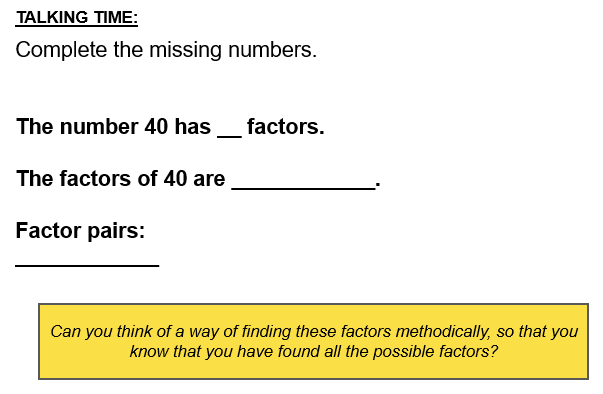 TALKING TIME:
Complete the missing numbers.
The number 40 has __ factors.
The factors of 40 are ____________.
Factor pairs:
____________
Can you think of a way of finding these factors methodically, so that you
know that you have found all the possible factors?